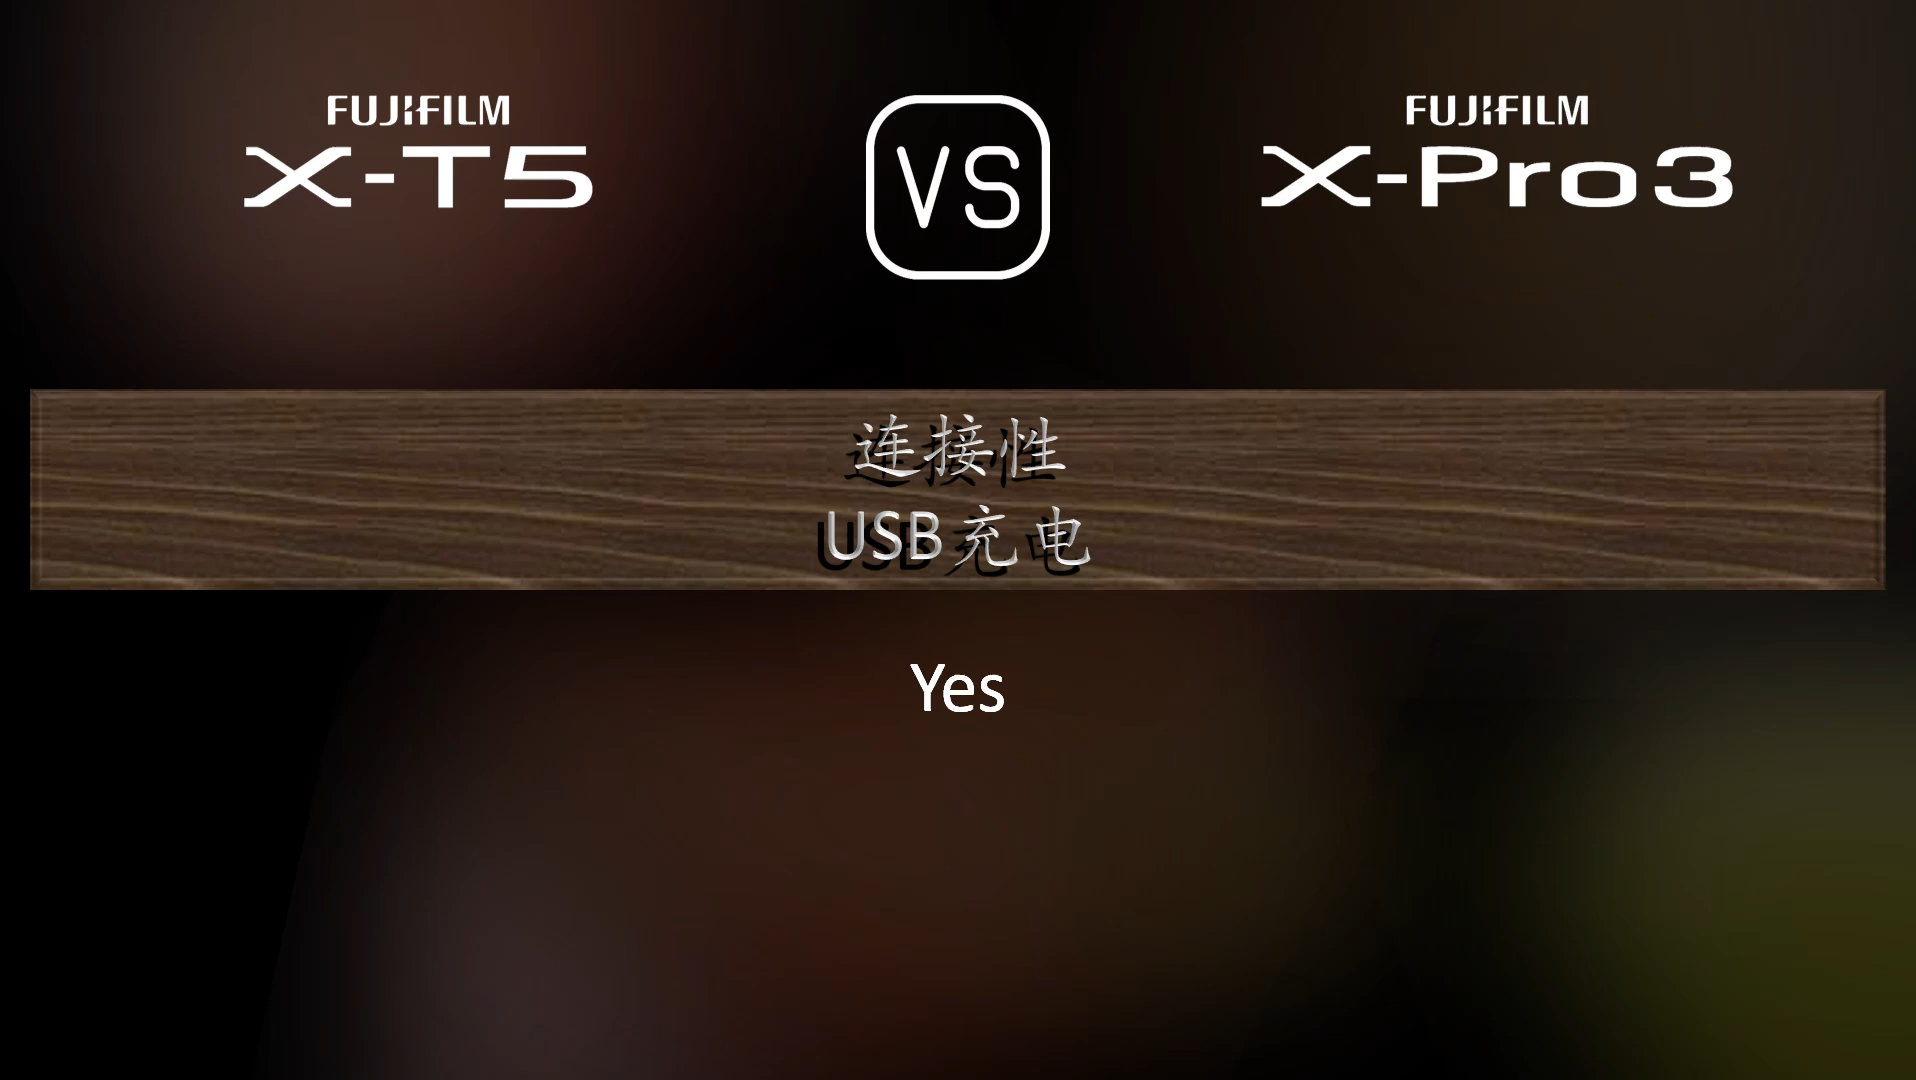 FUJIFILM
X-T5
VS
FUJIFILM
X-Pro3
连接性
USB充电
Yes